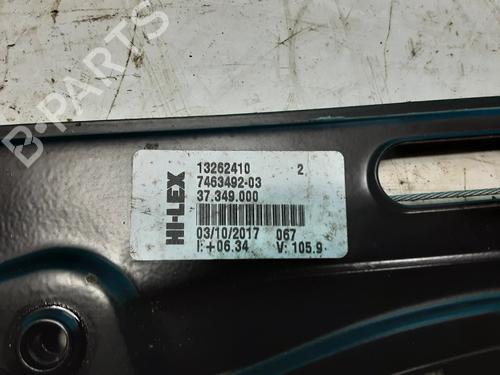 B-PARTS
HI-LEX
13262410 2
7463492-03
37.349.000
03/10/2017 067
I:+06.34 V: 105.9-